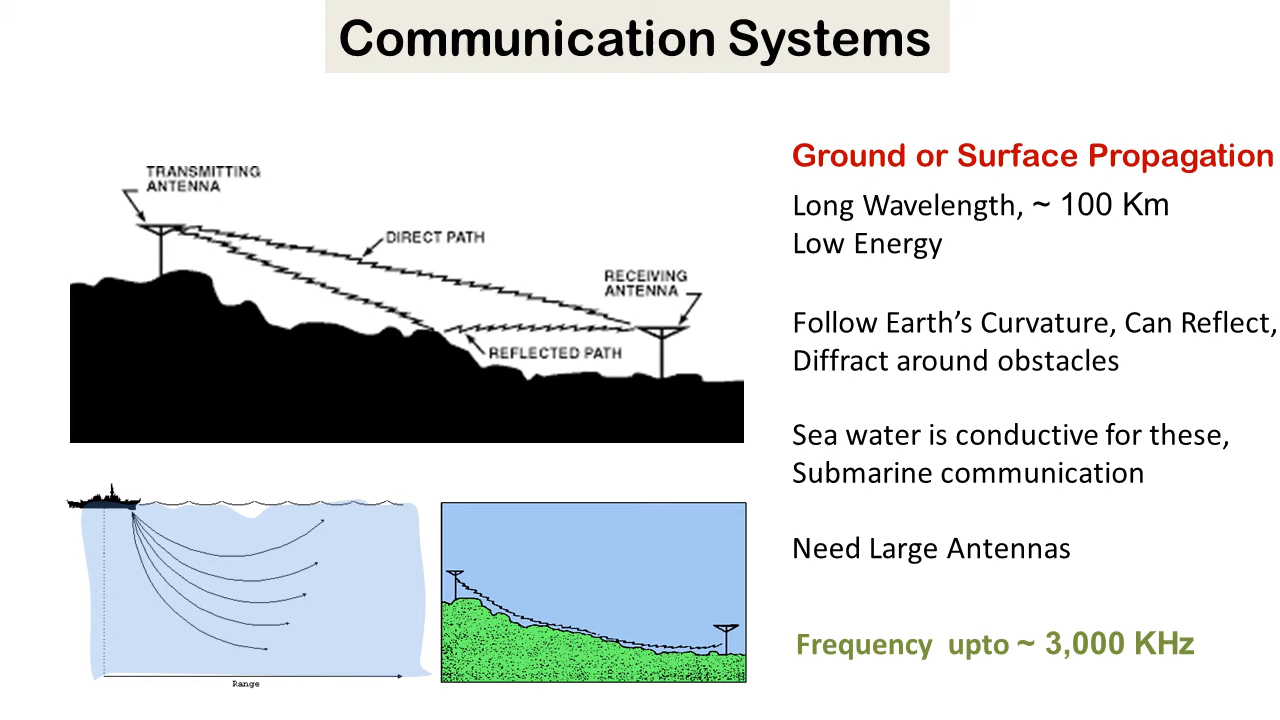 Communication Systems
TRANSMITTING
ANTENNA
DIRECT PATH
RECEIVING
ANTENNA
REFLECTED PATH
Range
Ground or Surface Propagation
Long Wavelength, ~ 100 Km
Low Energy
Follow Earth’s Curvature, Can Reflect,
Diffract around obstacles
Sea water is conductive for these,
Submarine communication
Need Large Antennas
Frequency upto ~ 3,000 KHz